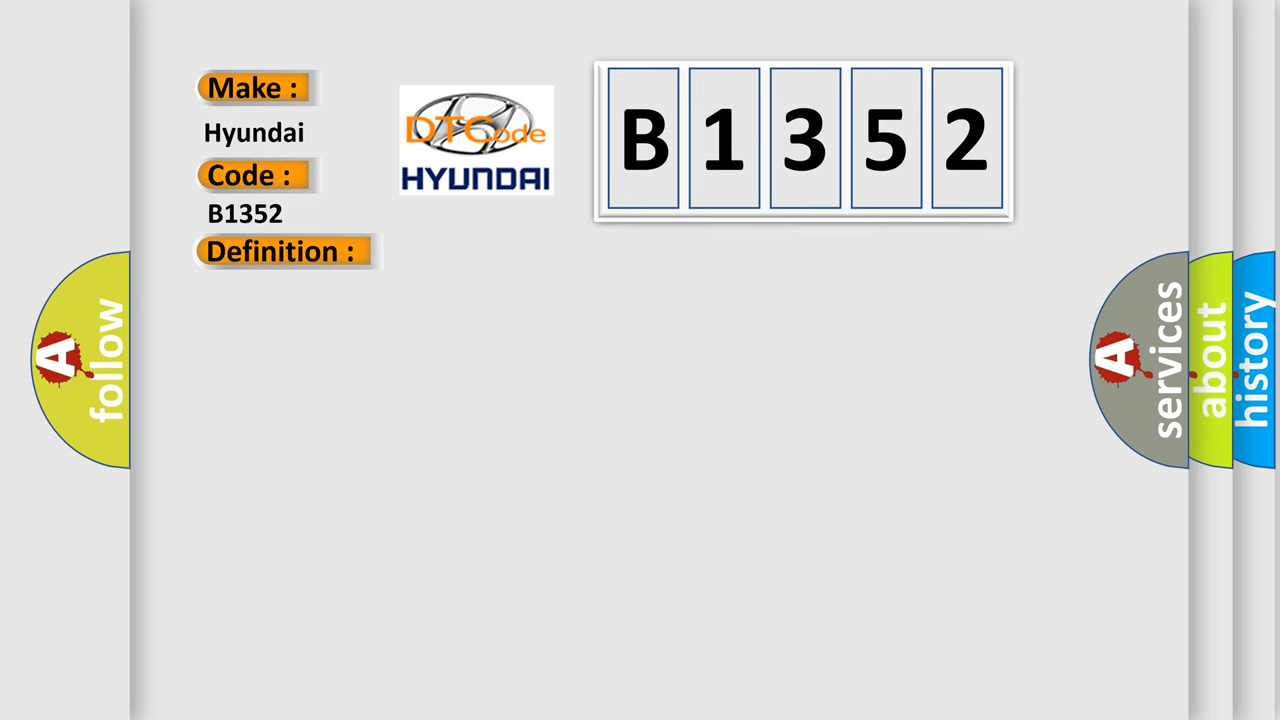 Make :
Hyundai
Code :
B1352
Definition :
DTCode
HYUNDAI
B 1 3 5 2
A follow
A services
about
history